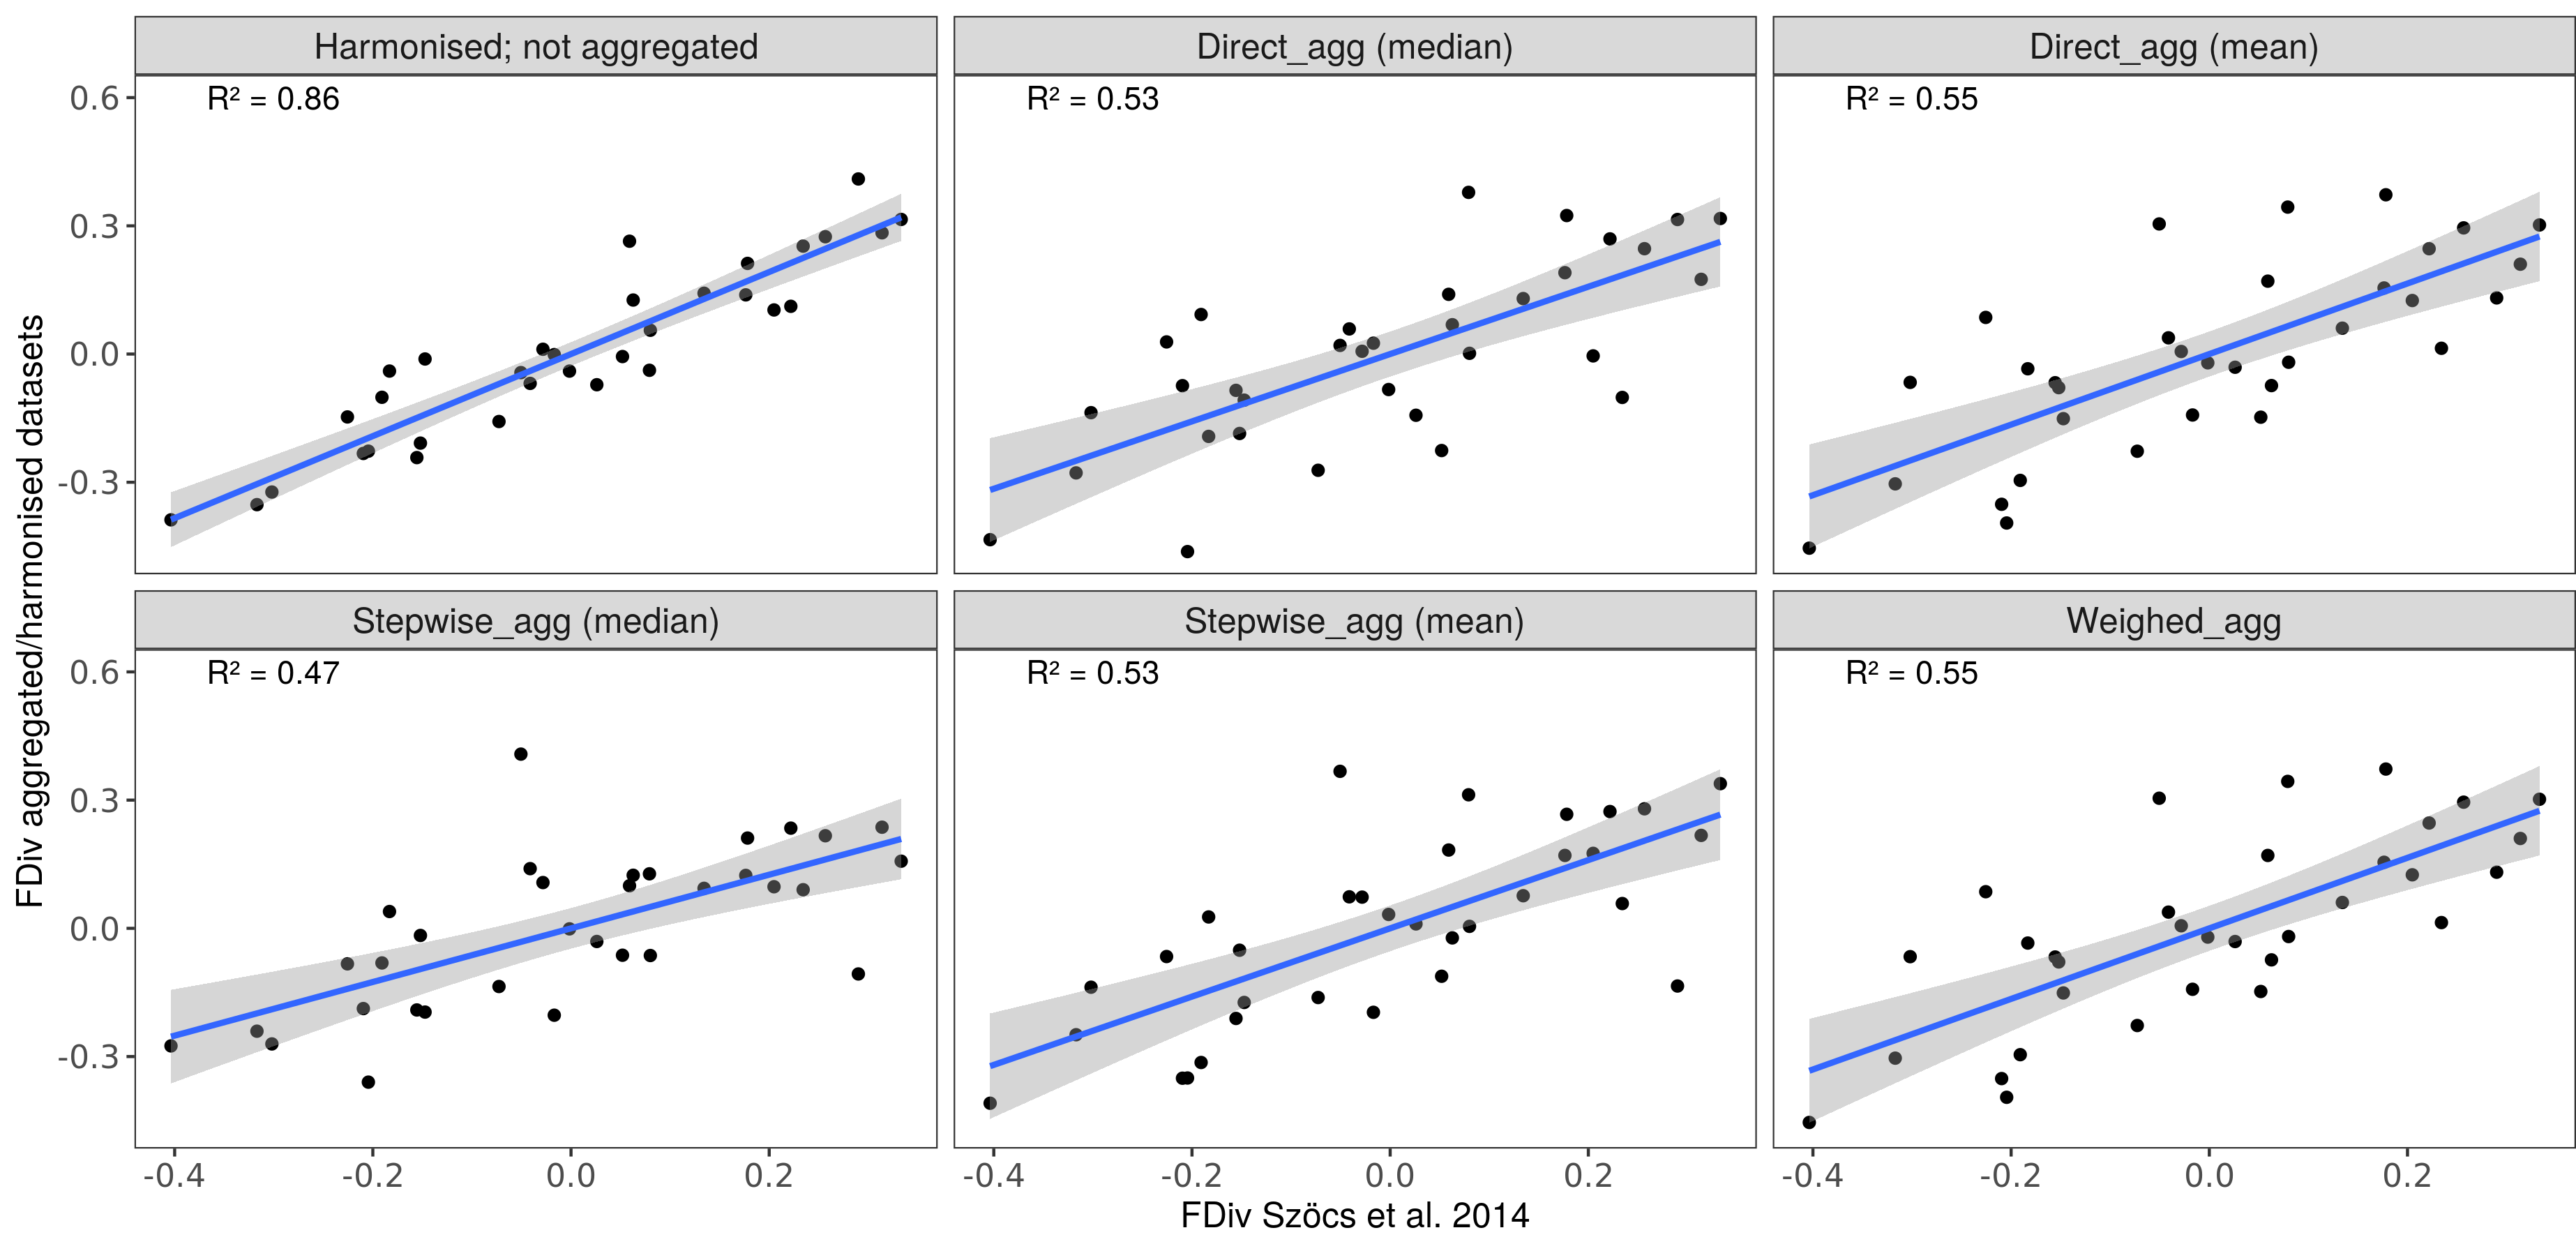 Harmonised; not aggregated
Direct_agg (median)
Direct_agg (mean)
R² = 0.86
R² = 0.53
R² = 0.55
0.6
0.3
0.0
-0.3
FDiv aggregated/harmonised datasets
Stepwise_agg (median)
Stepwise_agg (mean)
Weighed_agg
R² = 0.47
R² = 0.53
R² = 0.55
0.6
0.3
0.0
-0.3
-0.4 -0.2 0.0 0.2
-0.4 -0.2 0.0 0.2
-0.4 -0.2 0.0 0.2
FDiv Szöcs et al. 2014